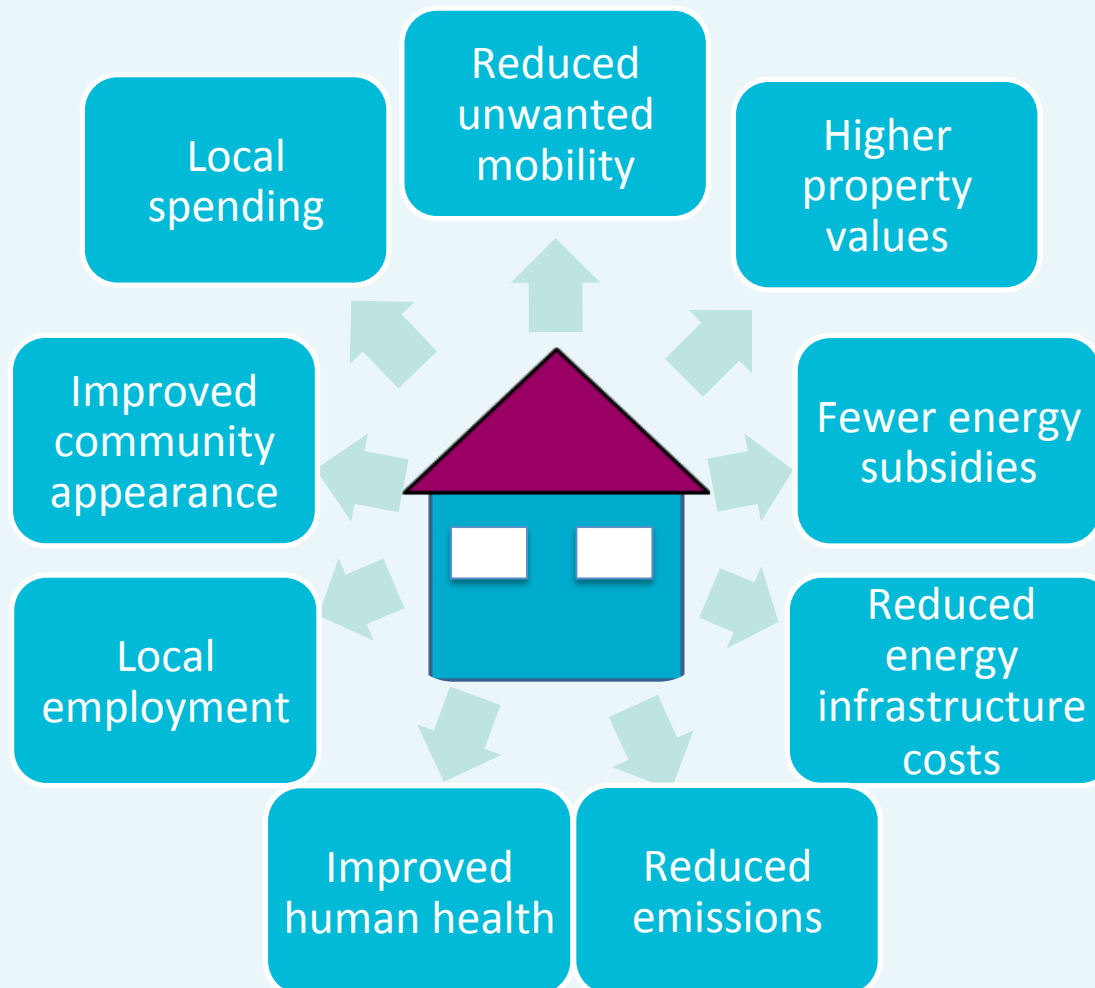 Reduced
unwanted
mobility
Local
spending
Higher
property
values
Improved
community
appearance
Fewer energy
subsidies
Local
employment
Reduced
energy
infrastructure
costs
Improved
human health
Reduced
emissions